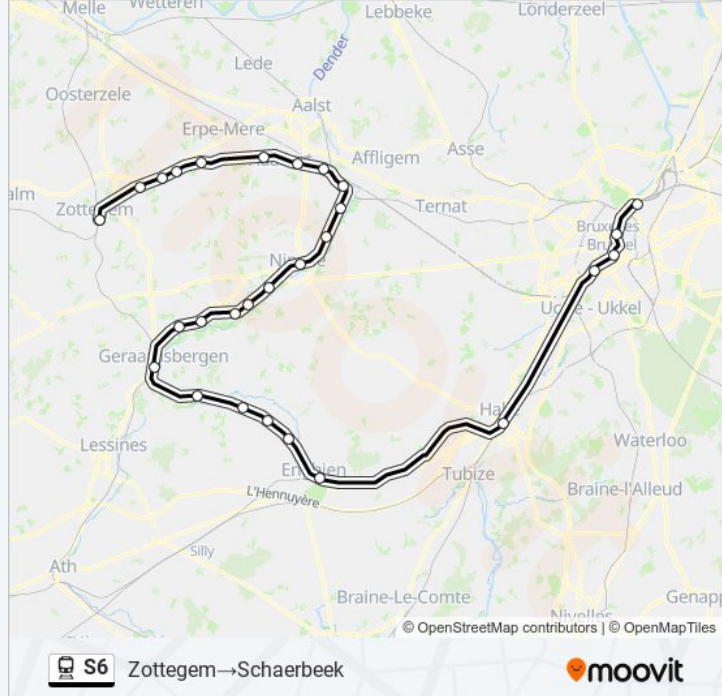 Melle
Wetteren
Lebbeke
Londerzeel
Lede
Dender
Oosterzele
Aalst
Erpe-Mere
Asse
Affligem
alm
Zottegem
Ternat
Bruxelles
- Brussel
Ninove
Uccle - Ukkel
Geraardsbergen
Halle
Lessines
Waterloo
Enghien
Tubize
L'Hennuyère
Braine-l'Alleud
Silly
Ath
Braine-Le-Comte
Genapp
Nivelles
© OpenStreetMap contributors | © OpenMapTiles
S6
Zottegem→Schaerbeek
moovit